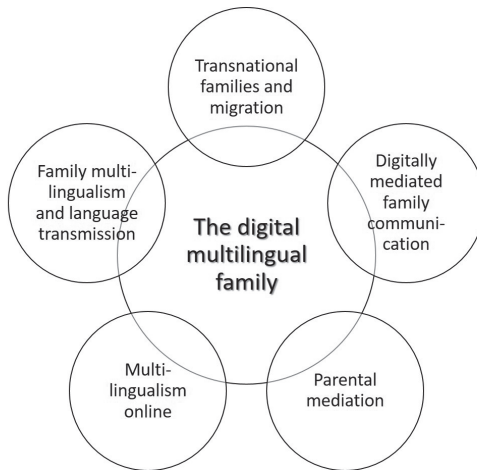 Transnational
families and
migration
Family multi-
lingualism
and language
transmission
Digitally
mediated
family
communi-
cation
The digital
multilingual
family
Multi-
lingualism
online
Parental
mediation